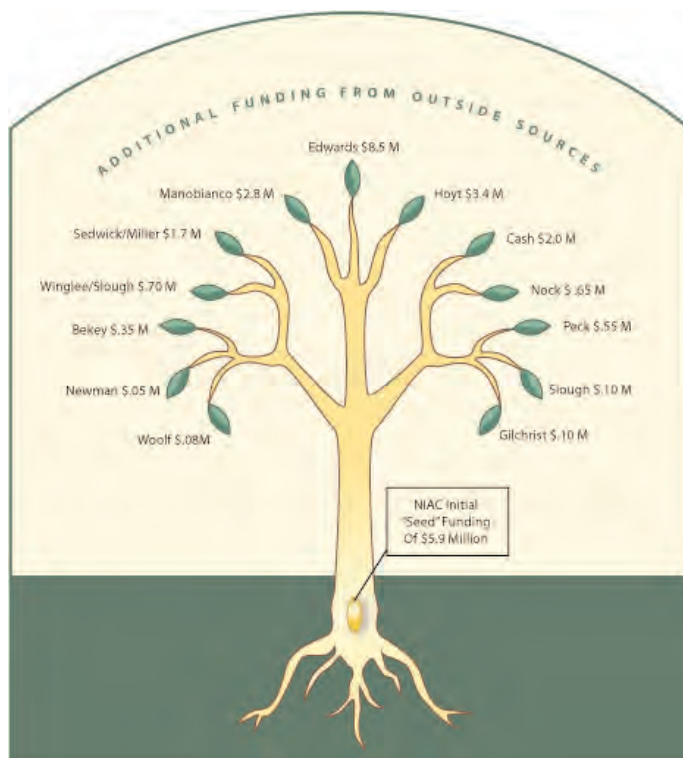 ADDITIONAL FUNDING FROM OUTSIDE SOURCES
Edwards $8.5 M
Manobianco $2.8 M
Hoyt $3.4 M
Sedwick/Miller $1.7 M
Cash $2.0 M
Winglee/Slough $.70 M
Nock $ .65 M
Bekey $.35 M
Peck $.55 M
Newman $.05 M
Slough $.10 M
Woolf $.08M
Gilchrist $.10 M
NIAC Initial
"Seed" Funding
Of $5.9 Million